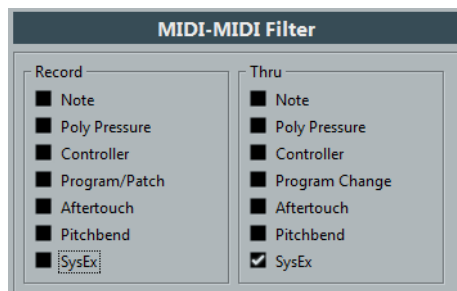 MIDI-MIDI Filter
Record
Note
Poly Pressure
Controller
Program/Patch
Aftertouch
Pitchbend
SysEx
Thru
Note
Poly Pressure
Controller
Program Change
Aftertouch
Pitchbend
SysEx